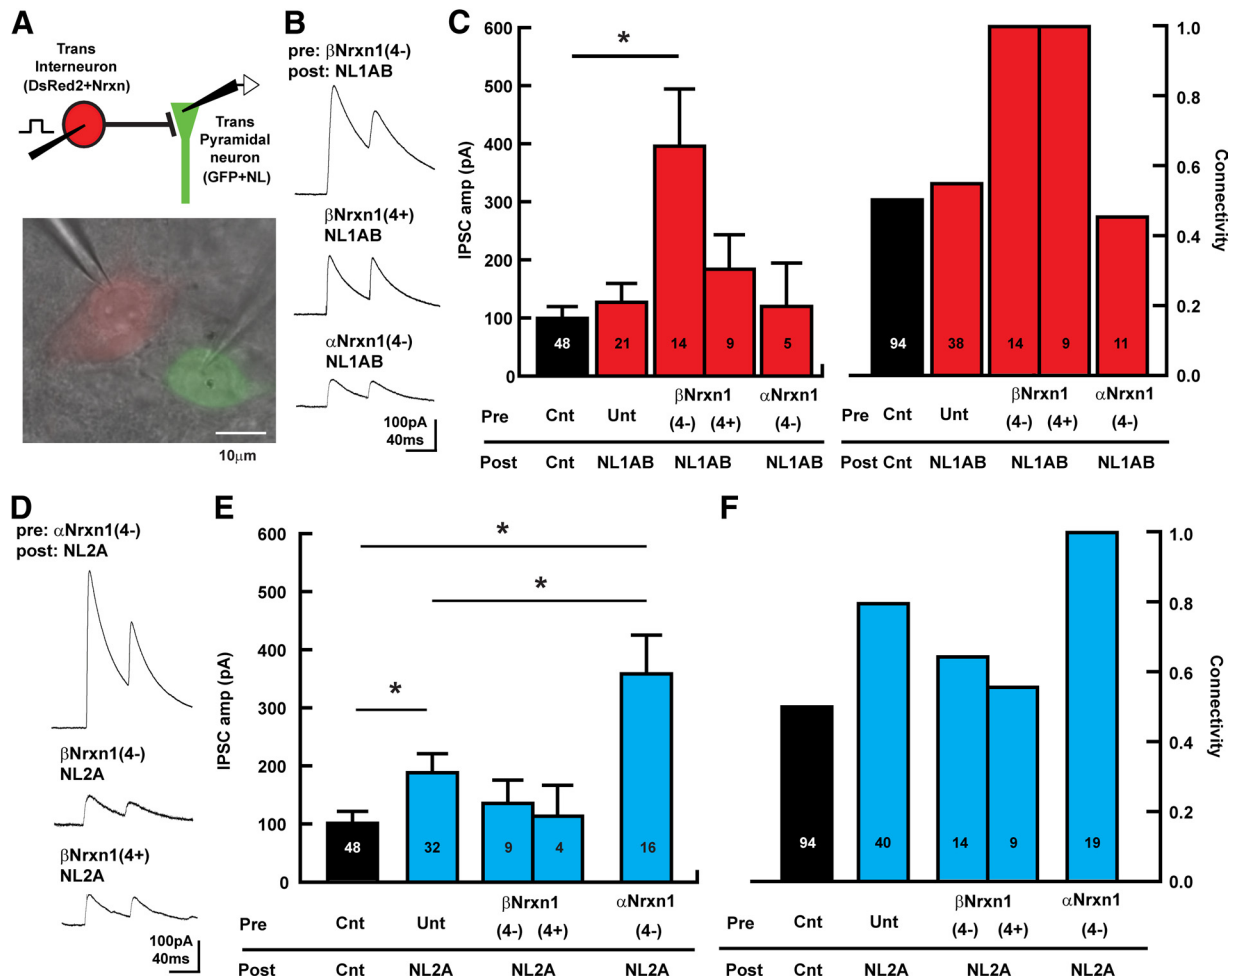 A
Trans
Interneuron
(DsRed2+Nrxn)
Trans
Pyramidal
neuron
(GFP+NL)
10μm
B
pre: βNrxn1(4-)
post: NL1AB
βNrxn1(4+)
NL1AB
αNrxn1(4-)
NL1AB
100pA
40ms
C
600
500
400
300
200
100
0
IPSC amp (pA)
*
48
21
14
9
5
βNrxn1
αNrxn1
Pre
Cnt
Unt
(4-)
(4+)
(4-)
Post
Cnt
NL1AB
NL1AB
NL1AB
1.0
0.8
0.6
0.4
0.2
0.0
Connectivity
94
38
14
9
11
βNrxn1
αNrxn1
Pre
Cnt
Unt
(4-)
(4+)
(4-)
Post
Cnt
NL1AB
NL1AB
NL1AB
D
pre: αNrxn1(4-)
post: NL2A
βNrxn1(4-)
NL2A
βNrxn1(4+)
NL2A
100pA
40ms
E
600
500
400
300
200
100
0
IPSC amp (pA)
*
*
*
48
32
9
4
16
βNrxn1
αNrxn1
Pre
Cnt
Unt
(4-)
(4+)
(4-)
Post
Cnt
NL2A
NL2A
NL2A
F
1.0
0.8
0.6
0.4
0.2
0.0
Connectivity
94
40
14
9
19
βNrxn1
αNrxn1
Pre
Cnt
Unt
(4-)
(4+)
(4-)
Post
Cnt
NL2A
NL2A
NL2A